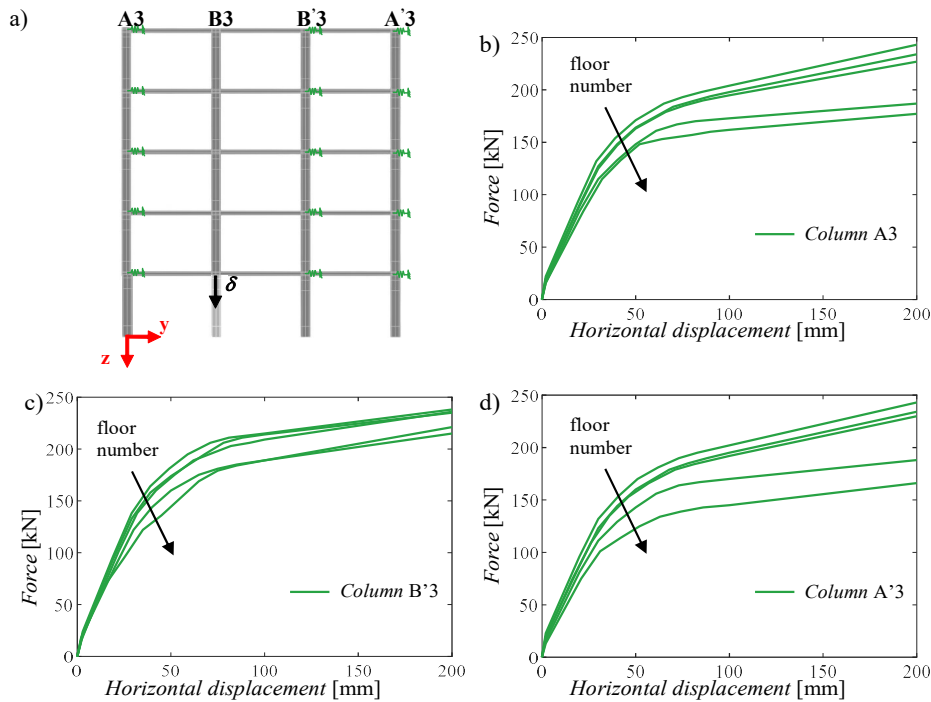 a)
A3 B3 B'3 A'3
δ
y
z
b)
250
200
150
100
50
0
Force [kN]
floor
number
Column A3
0 50 100 150 200
Horizontal displacement [mm]
c)
250
200
150
100
50
0
Force [kN]
floor
number
Column B'3
0 50 100 150 200
Horizontal displacement [mm]
d)
250
200
150
100
50
0
Force [kN]
floor
number
Column A'3
0 50 100 150 200
Horizontal displacement [mm]